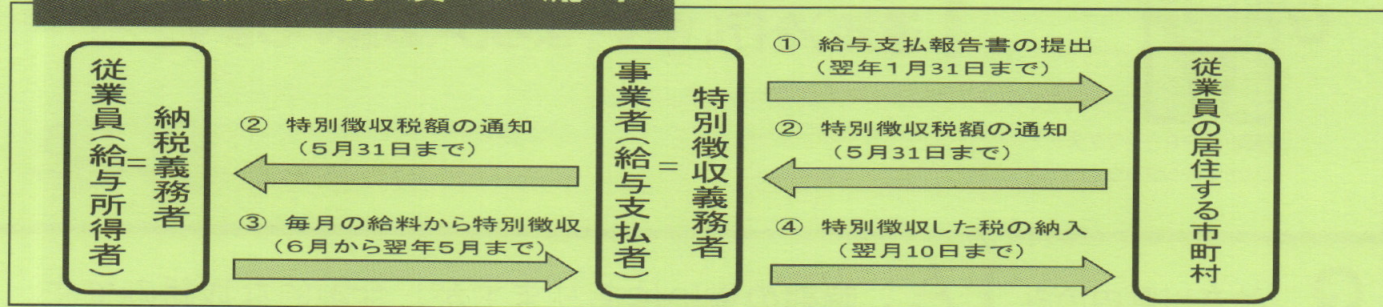 従業員(給与所得者)
=
納税義務者
② 特別徴収税額の通知
(5月31日まで)
③ 毎月の給料から特別徴収
(6月から翌年5月まで)
事業者(給与支払者)
=
特別徴収義務者
① 給与支払報告書の提出
(翌年1月31日まで)
② 特別徴収税額の通知
(5月31日まで)
④ 特別徴収した税の納入
(翌月10日まで)
従業員の居住する市町村